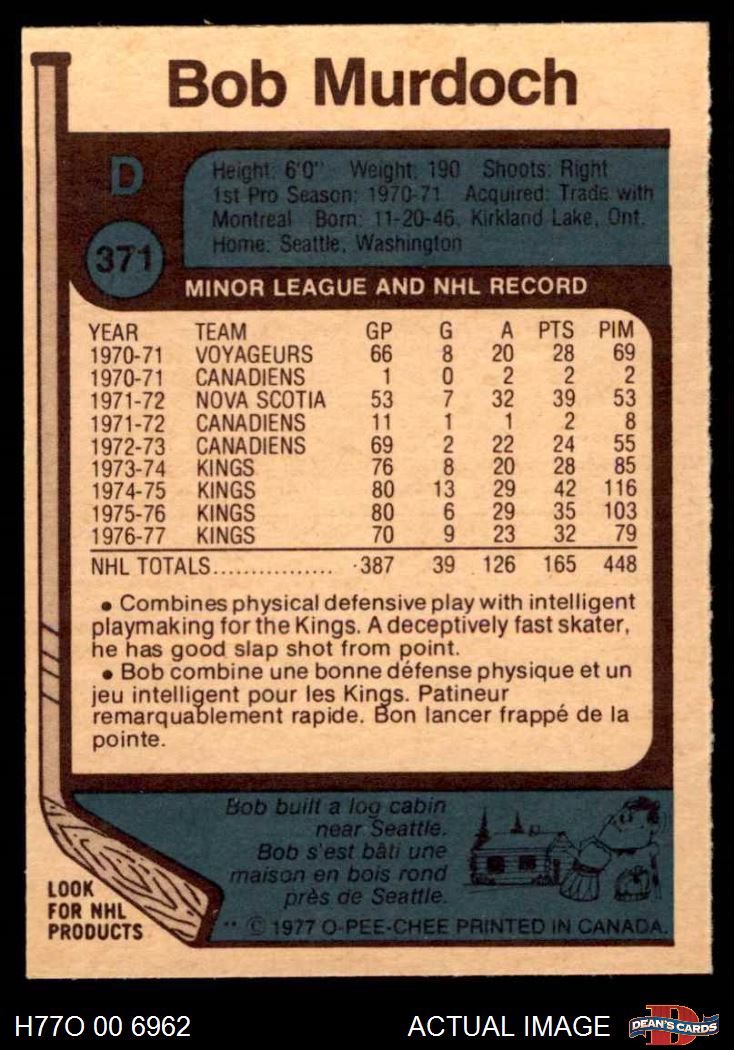 Bob Murdoch
D
Height: 6'0" Weight: 190 Shoots: Right
1st Pro Season: 1970-71 Acquired: Trade with
Montreal Born: 11-20-46, Kirkland Lake, Ont.
Home: Seattle, Washington
371
MINOR LEAGUE AND NHL RECORD
YEAR TEAM GP G A PTS PIM
1970-71 VOYAGEURS 66 8 20 28 69
1970-71 CANADIENS 1 0 2 2 2
1971-72 NOVA SCOTIA 53 7 32 39 53
1971-72 CANADIENS 11 1 1 2 8
1972-73 CANADIENS 69 2 22 24 55
1973-74 KINGS 76 8 20 28 85
1974-75 KINGS 80 13 29 42 116
1975-76 KINGS 80 6 29 35 103
1976-77 KINGS 70 9 23 32 79
NHL TOTALS................ 387 39 126 165 448
• Combines physical defensive play with intelligent
playmaking for the Kings. A deceptively fast skater,
he has good slap shot from point.
• Bob combine une bonne défense physique et un
jeu intelligent pour les Kings. Patineur
remarquablement rapide. Bon lancer frappé de la
pointe.
Bob built a log cabin
near Seattle.
Bob s'est bâti une
maison en bois rond
près de Seattle.
LOOK
FOR NHL
PRODUCTS
** © 1977 O-PEE-CHEE PRINTED IN CANADA.
H77O 00 6962 ACTUAL IMAGE DEAN'S CARDS